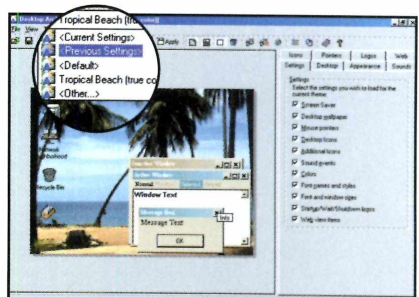 Desktop Ar
File View
Tropical Beach (tru
<Current Settings>
<Previous Settings>
<Default>
Tropical Beach (true co
<Other...>
Apply
Icons Pointers Logos Web
Settings Desktop Appearance Sounds
Settings
Select the settings you wish to load for the
current theme:
Screen Saver
Desktop wallpaper
Mouse pointers
Desktop Icons
Additional Icons
Sound events
Colors
Font names and styles
Font and window sizes
Startup/Wait/Shutdown logos
Web view items
Recycle Bin
Inactive Window
Active Window
Normal
Selected
Window Text
Message Box
Info
Message Text
OK